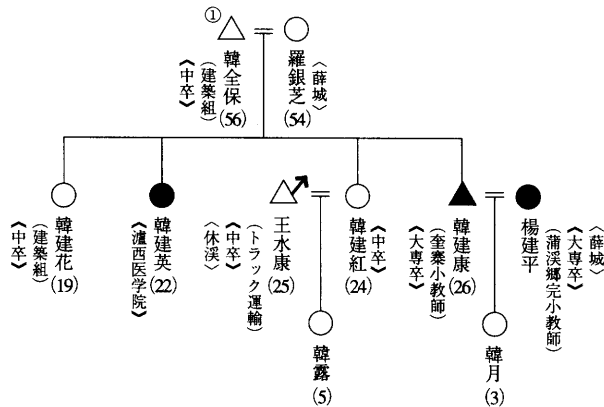 ①
韓全保(56)
(建築組)
《中卒》
〈薛城〉
羅銀芝(54)
韓建花(19)
(建築組)
《中卒》
韓建英(22)
《瀘西医学院》
王水康(25)
(トラック運輸)
《中卒》
〈休渓〉
《中卒》
韓建紅(24)
韓建康(26)
(奎寨小教師)
《大専卒》
〈薛城〉
《大専卒》
(蒲渓郷完小教師)
楊建平
韓露(5)
韓月(3)